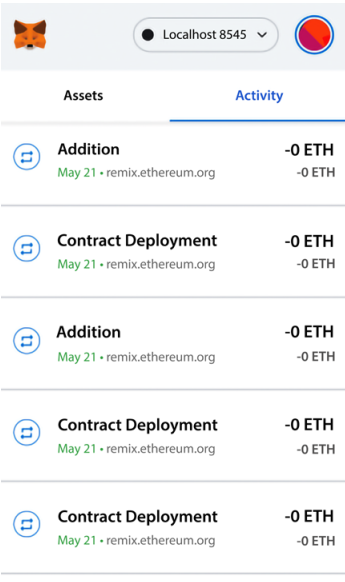 Localhost 8545
Assets Activity
Addition -0 ETH
May 21 • remix.ethereum.org -0 ETH
Contract Deployment -0 ETH
May 21 • remix.ethereum.org -0 ETH
Addition -0 ETH
May 21 • remix.ethereum.org -0 ETH
Contract Deployment -0 ETH
May 21 • remix.ethereum.org -0 ETH
Contract Deployment -0 ETH
May 21 • remix.ethereum.org -0 ETH